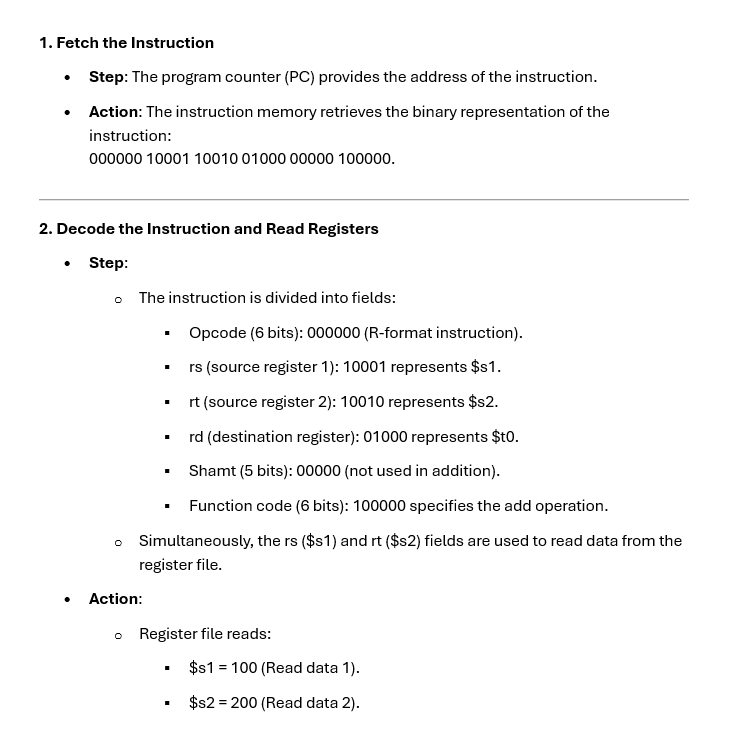 1. Fetch the Instruction
• Step: The program counter (PC) provides the address of the instruction.
• Action: The instruction memory retrieves the binary representation of the
instruction:
000000 10001 10010 01000 00000 100000.
2. Decode the Instruction and Read Registers
• Step:
o The instruction is divided into fields:
▪ Opcode (6 bits): 000000 (R-format instruction).
▪ rs (source register 1): 10001 represents $s1.
▪ rt (source register 2): 10010 represents $s2.
▪ rd (destination register): 01000 represents $t0.
▪ Shamt (5 bits): 00000 (not used in addition).
▪ Function code (6 bits): 100000 specifies the add operation.
o Simultaneously, the rs ($s1) and rt ($s2) fields are used to read data from the
register file.
• Action:
o Register file reads:
▪ $s1 = 100 (Read data 1).
▪ $s2 = 200 (Read data 2).